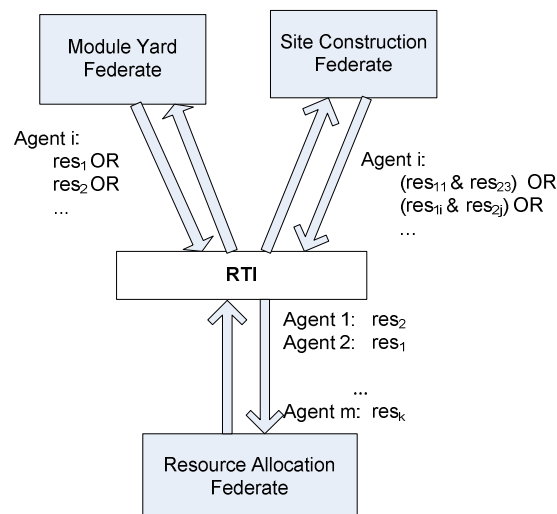 Module Yard
Federate
Site Construction
Federate
Agent i:
res1 OR
res2 OR
...
Agent i:
(res11 & res23) OR
(res1i & res2j) OR
...
RTI
Agent 1: res2
Agent 2: res1
...
Agent m: resk
Resource Allocation
Federate